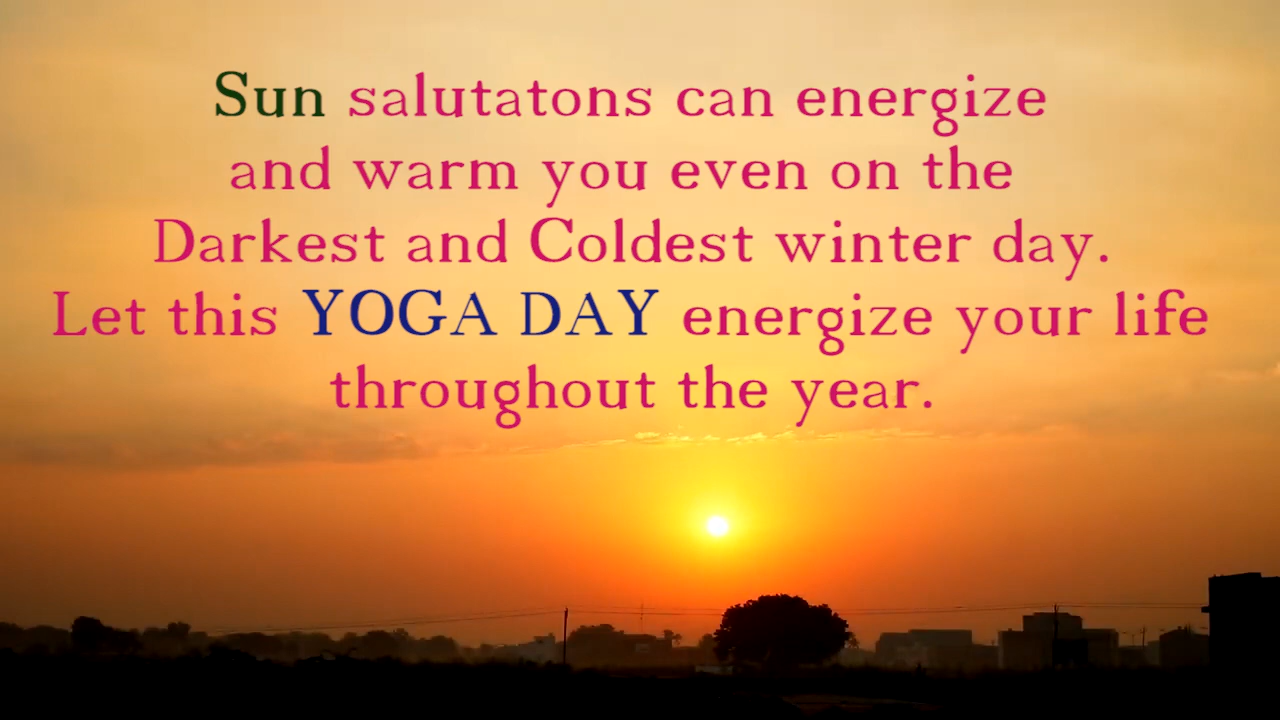 Sun salutatons can energize
and warm you even on the
Darkest and Coldest winter day.
Let this YOGA DAY energize your life
throughout the year.